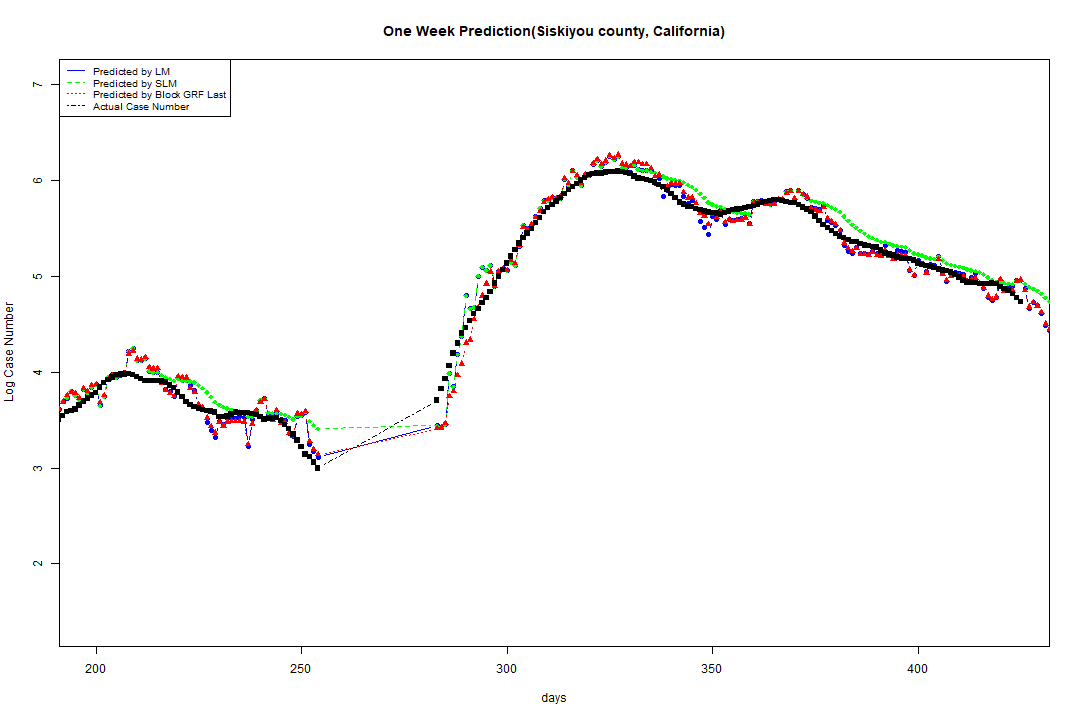 One Week Prediction(Siskiyou county, California)
Predicted by LM
Predicted by SLM
Predicted by Block GRF Last
Actual Case Number
7
6
5
4
3
2
Log Case Number
200 250 300 350 400
days